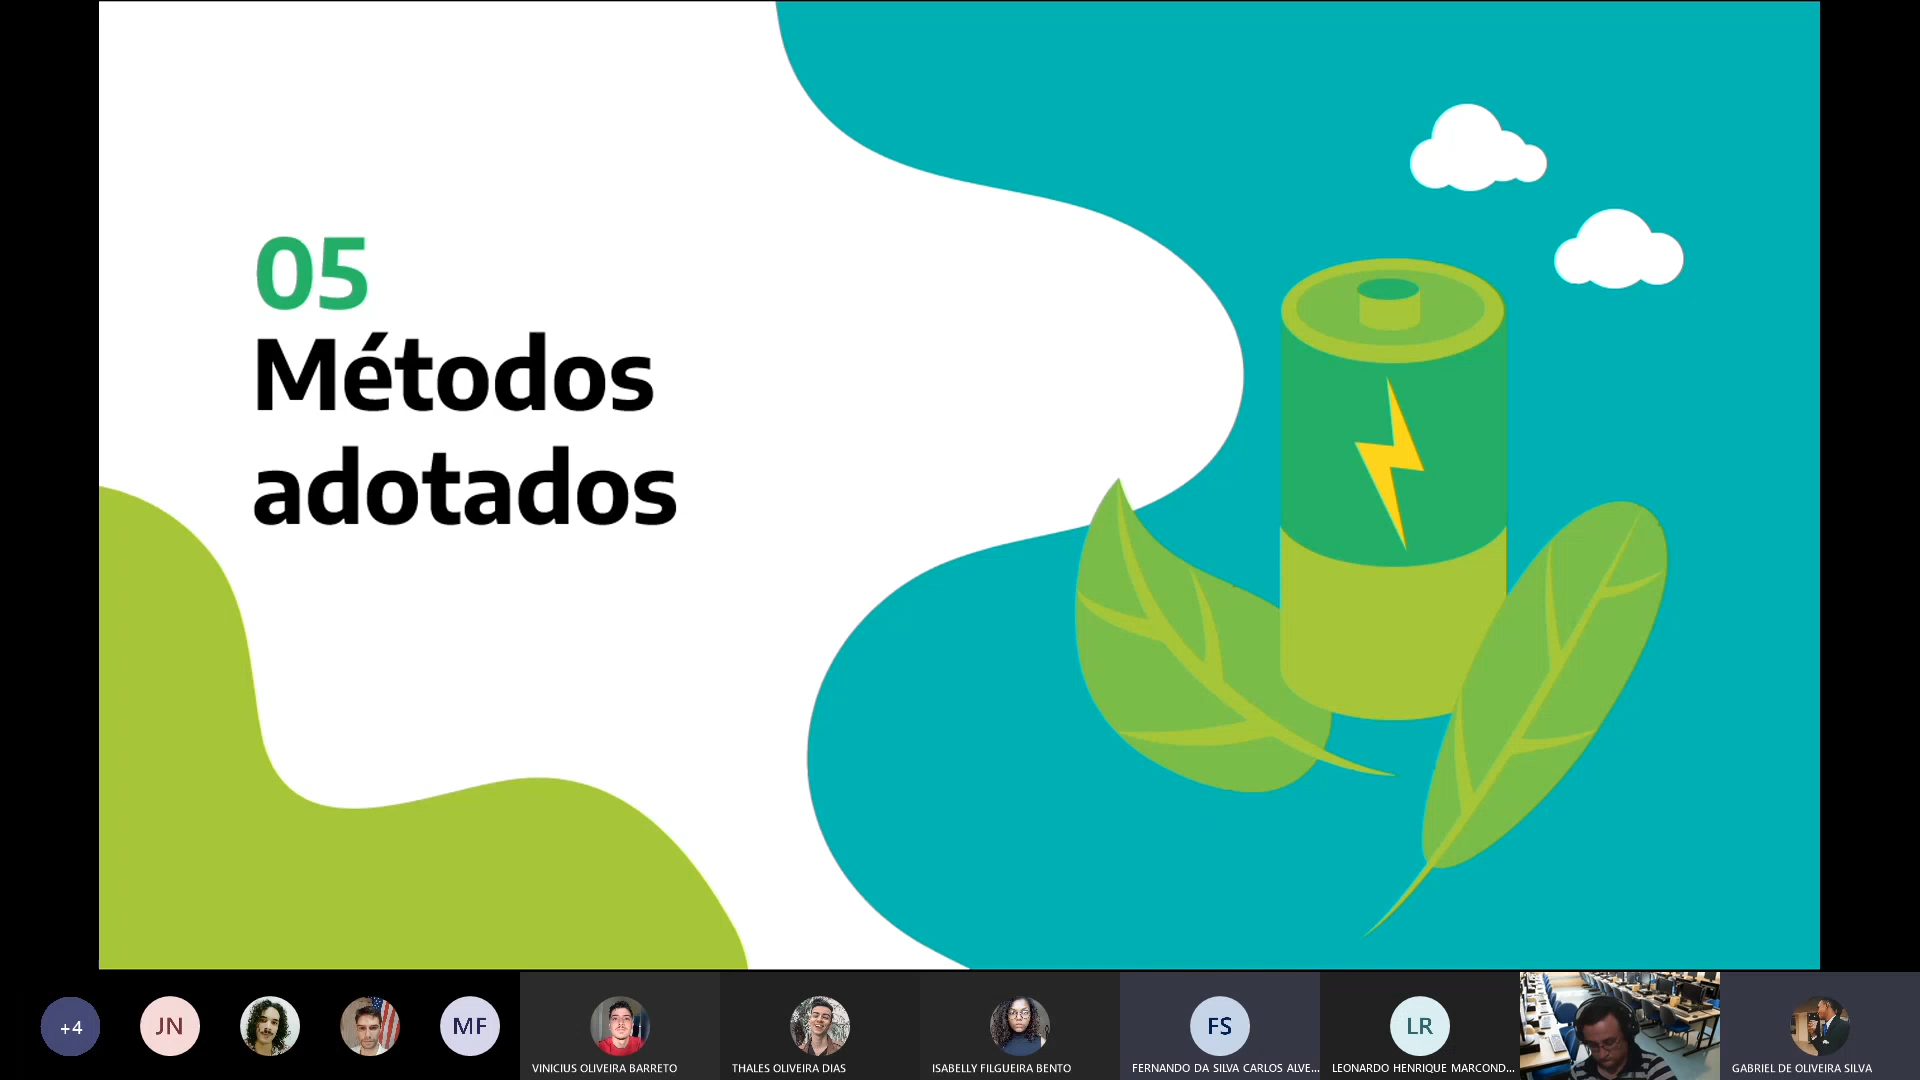 05
Métodos
adotados
+4
JN
MF
FS
LR
VINICIUS OLIVEIRA BARRETO
THALES OLIVEIRA DIAS
ISABELLY FILGUEIRA BENTO
FERNANDO DA SILVA CARLOS ALVE...
LEONARDO HENRIQUE MARCOND...
GABRIEL DE OLIVEIRA SILVA